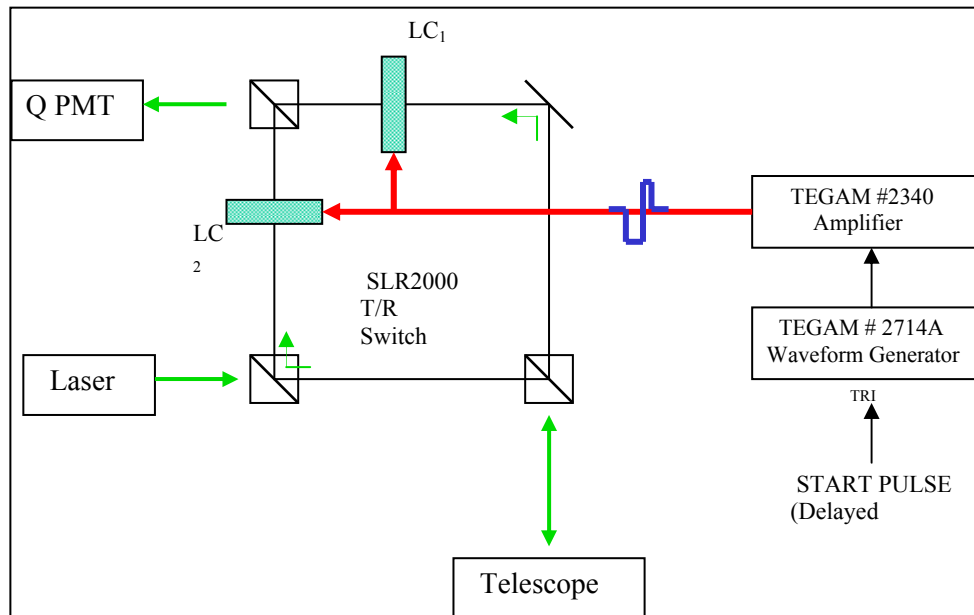 LC1
Q PMT
TEGAM #2340
Amplifier
LC
2
SLR2000
T/R
Switch
TEGAM # 2714A
Waveform Generator
Laser
TRI
START PULSE
(Delayed
Telescope